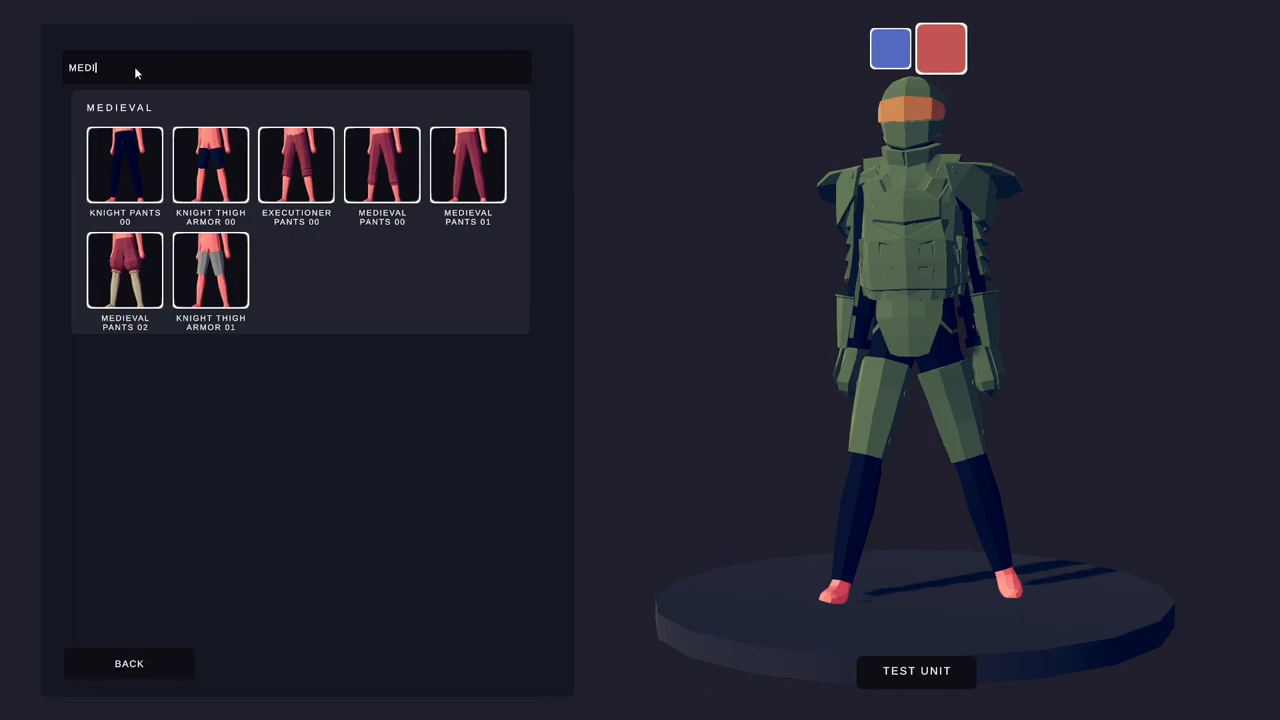 MEDI
MEDIEVAL
KNIGHT PANTS
00
KNIGHT THIGH
ARMOR 00
EXECUTIONER
PANTS 00
MEDIEVAL
PANTS 00
MEDIEVAL
PANTS 01
MEDIEVAL
PANTS 02
KNIGHT THIGH
ARMOR 01
BACK
TEST UNIT